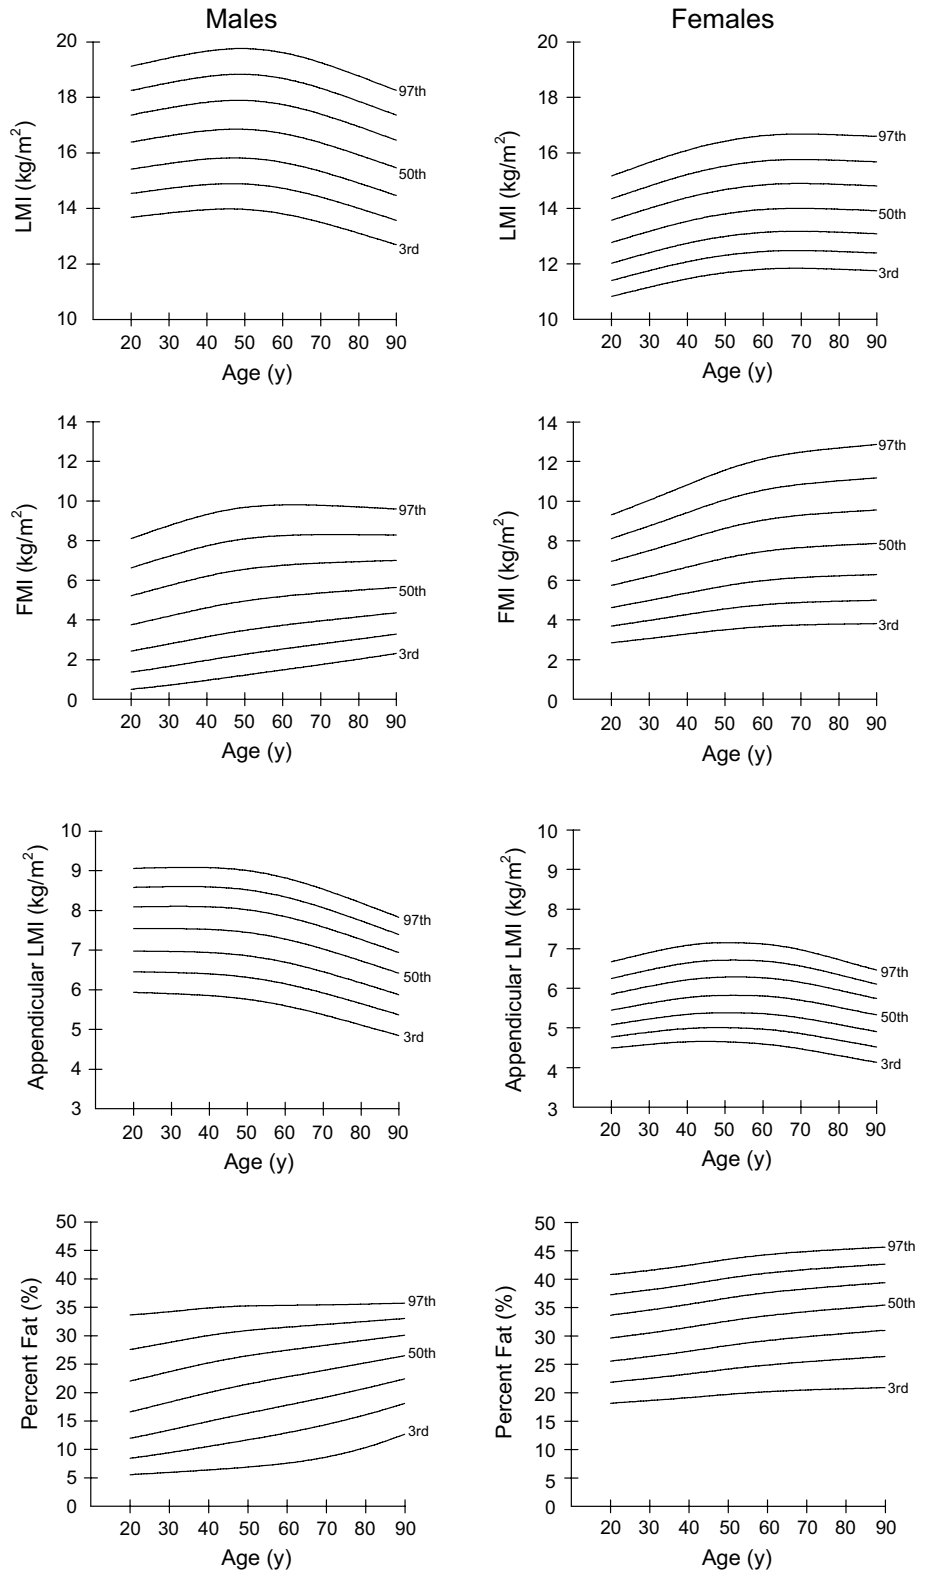 Males
LMI (kg/m²)
20
18
16
14
12
10
97th
50th
3rd
20 30 40 50 60 70 80 90
Age (y)
Females
LMI (kg/m²)
20
18
16
14
12
10
97th
50th
3rd
20 30 40 50 60 70 80 90
Age (y)
FMI (kg/m²)
14
12
10
8
6
4
2
0
97th
50th
3rd
20 30 40 50 60 70 80 90
Age (y)
FMI (kg/m²)
14
12
10
8
6
4
2
0
97th
50th
3rd
20 30 40 50 60 70 80 90
Age (y)
Appendicular LMI (kg/m²)
10
9
8
7
6
5
4
3
97th
50th
3rd
20 30 40 50 60 70 80 90
Age (y)
Appendicular LMI (kg/m²)
10
9
8
7
6
5
4
3
97th
50th
3rd
20 30 40 50 60 70 80 90
Age (y)
Percent Fat (%)
50
45
40
35
30
25
20
15
10
5
0
97th
50th
3rd
20 30 40 50 60 70 80 90
Age (y)
Percent Fat (%)
50
45
40
35
30
25
20
15
10
5
0
97th
50th
3rd
20 30 40 50 60 70 80 90
Age (y)